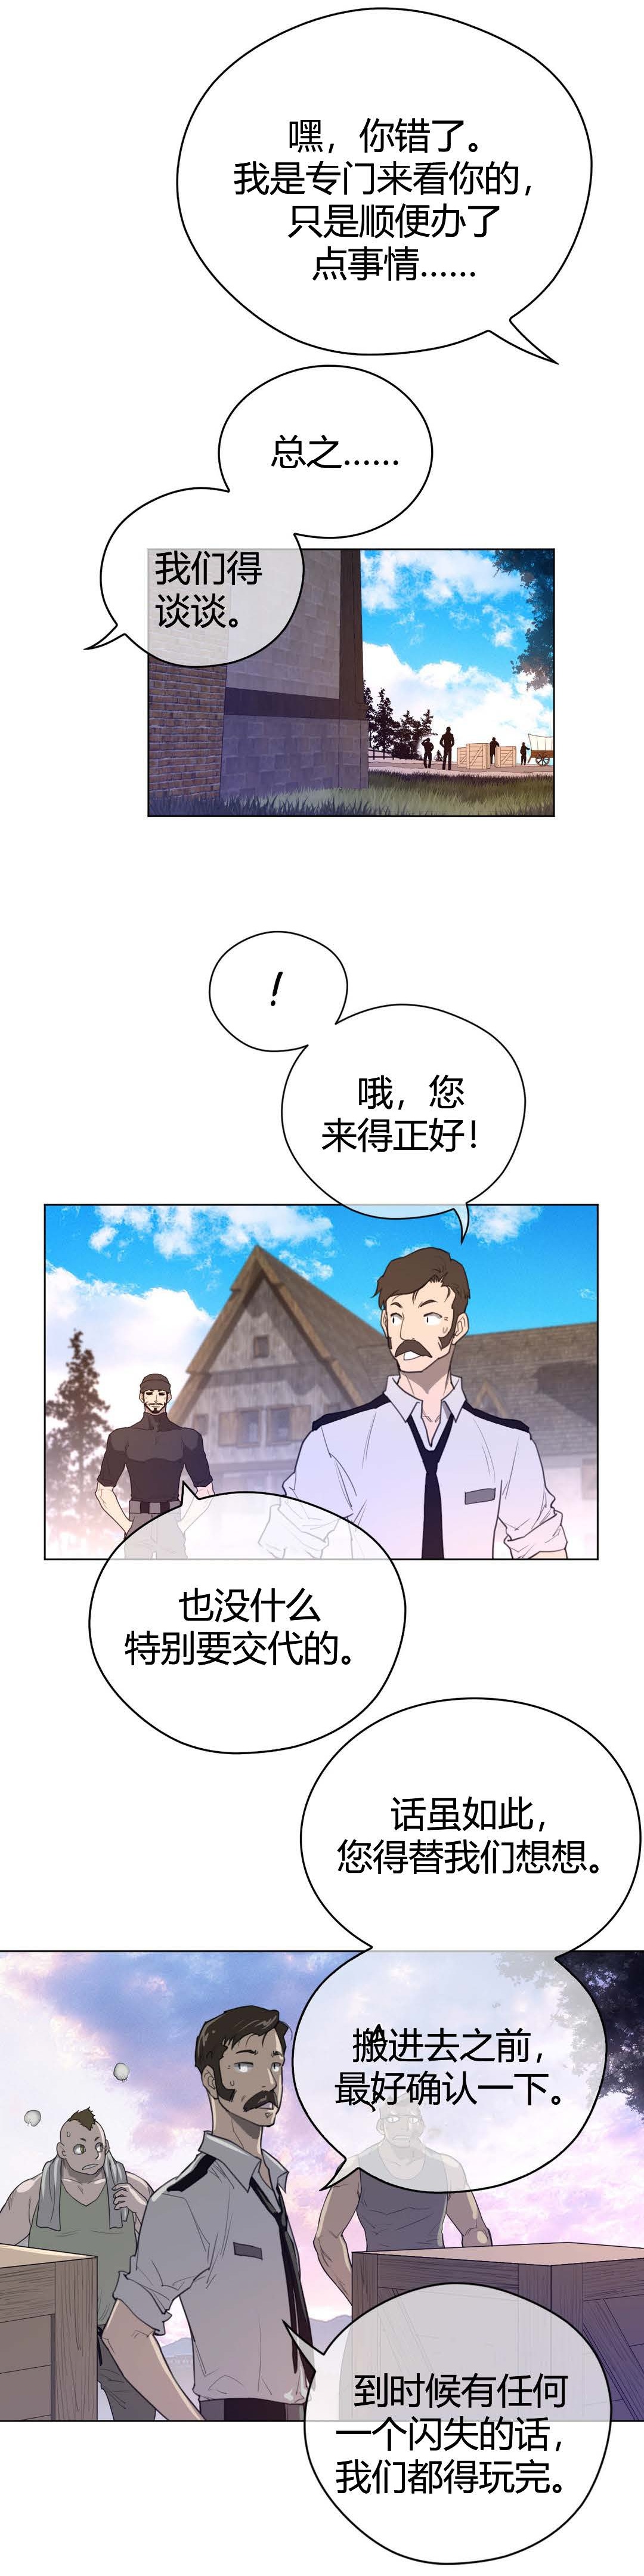 嘿，你错了。
我是专门来看你的，
只是顺便办了
点事情……
总之……
我们得
谈谈。
！
哦，您
来得正好！
也没什么
特别要交代的。
话虽如此，
您得替我们想想。
搬进去之前，
最好确认一下。
到时候有任何
一个闪失的话，
我们都得玩完。